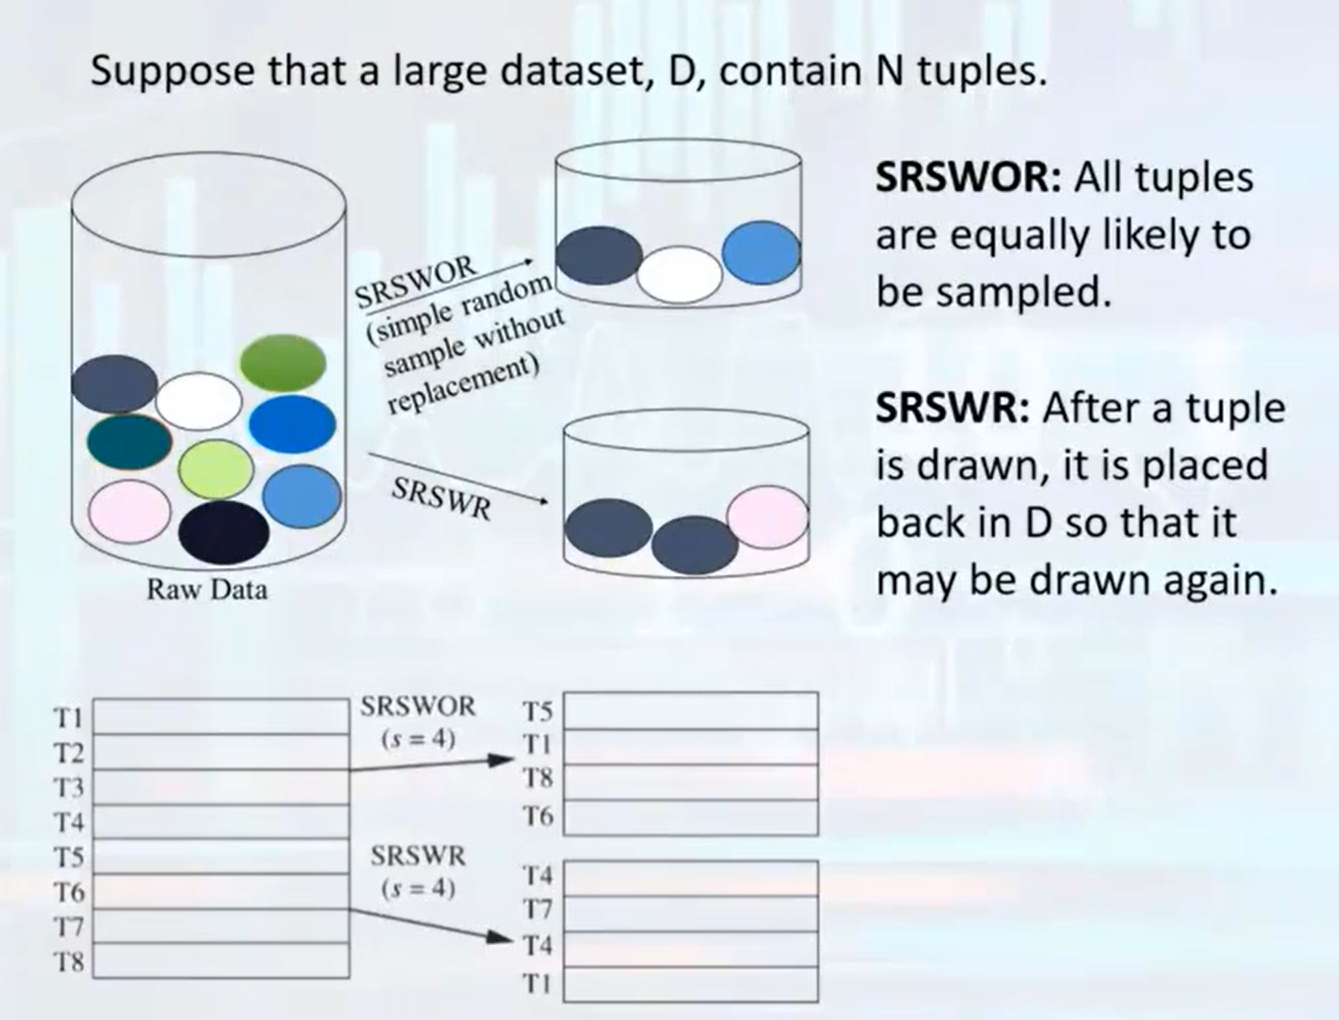 Suppose that a large dataset, D, contain N tuples.
SRSWOR
(simple random
sample without
replacement)
SRSWR
Raw Data
SRSWOR: All tuples
are equally likely to
be sampled.
SRSWR: After a tuple
is drawn, it is placed
back in D so that it
may be drawn again.
T1
T2
T3
T4
T5
T6
T7
T8
SRSWOR
(s = 4)
SRSWR
(s = 4)
T5
T1
T8
T6
T4
T7
T4
T1